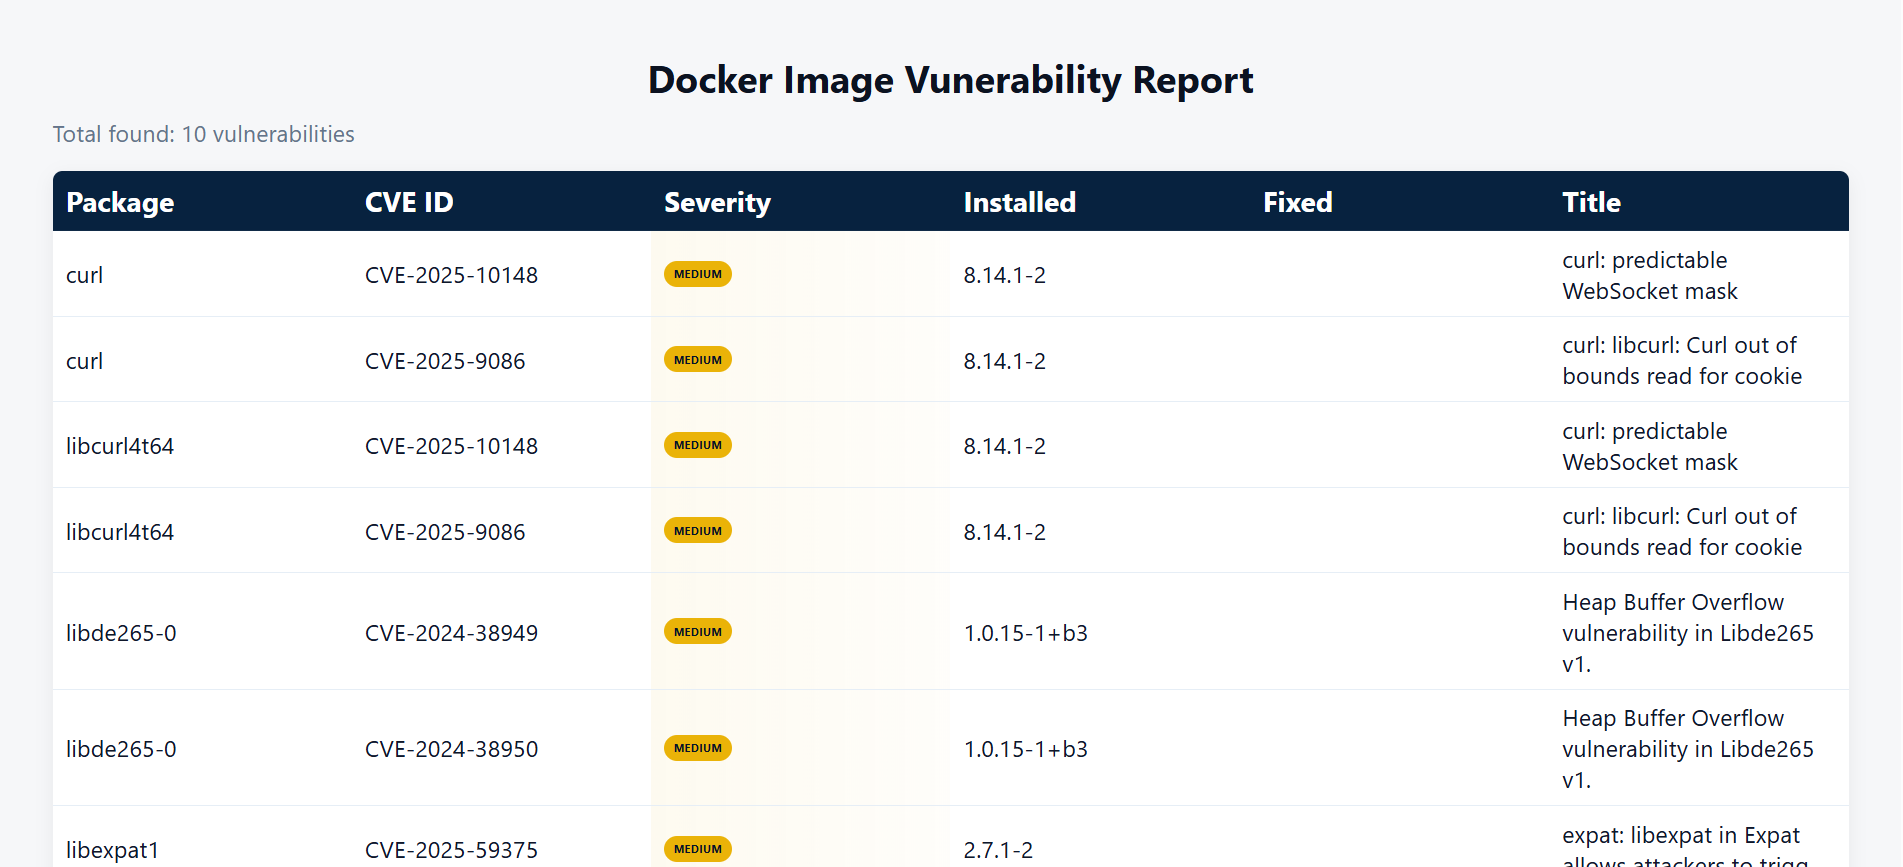 Docker Image Vunerability Report
Total found: 10 vulnerabilities
Package CVE ID Severity Installed Fixed Title
curl CVE-2025-10148 MEDIUM 8.14.1-2 curl: predictable
WebSocket mask
curl CVE-2025-9086 MEDIUM 8.14.1-2 curl: libcurl: Curl out of
bounds read for cookie
libcurl4t64 CVE-2025-10148 MEDIUM 8.14.1-2 curl: predictable
WebSocket mask
libcurl4t64 CVE-2025-9086 MEDIUM 8.14.1-2 curl: libcurl: Curl out of
bounds read for cookie
libde265-0 CVE-2024-38949 MEDIUM 1.0.15-1+b3 Heap Buffer Overflow
vulnerability in Libde265
v1.
libde265-0 CVE-2024-38950 MEDIUM 1.0.15-1+b3 Heap Buffer Overflow
vulnerability in Libde265
v1.
libexpat1 CVE-2025-59375 MEDIUM 2.7.1-2 expat: libexpat in Expat
allows attackers to trigg